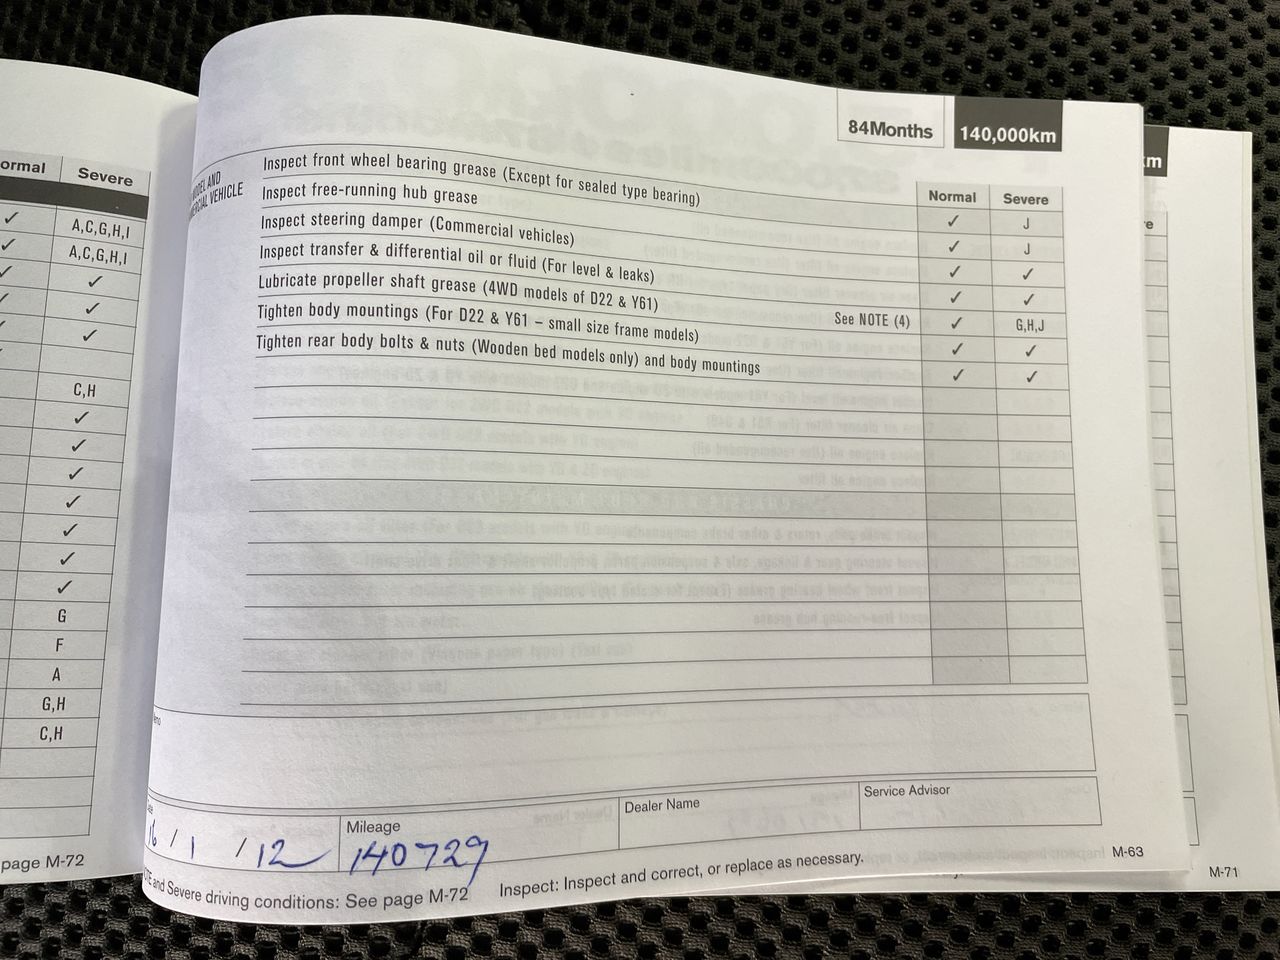 ormal Severe
✓ A,C,G,H,I
✓ A,C,G,H,I
✓ ✓
✓ ✓
✓ ✓
C,H
✓
✓
✓
✓
✓
✓
✓
G
F
A
G,H
C,H
page M-72
84Months 140,000km
Normal Severe
MODEL AND
VEHICLE
Inspect front wheel bearing grease (Except for sealed type bearing) ✓ J
Inspect free-running hub grease ✓ J
Inspect steering damper (Commercial vehicles) ✓ ✓
Inspect transfer & differential oil or fluid (For level & leaks) ✓ ✓
Lubricate propeller shaft grease (4WD models of D22 & Y61) See NOTE (4) ✓ G,H,J
Tighten body mountings (For D22 & Y61 – small size frame models) ✓ ✓
Tighten rear body bolts & nuts (Wooden bed models only) and body mountings ✓ ✓
16 / 1 / 12
Mileage
140729
Dealer Name
Service Advisor
and Severe driving conditions: See page M-72 Inspect: Inspect and correct, or replace as necessary.
M-63
km
re
M-71